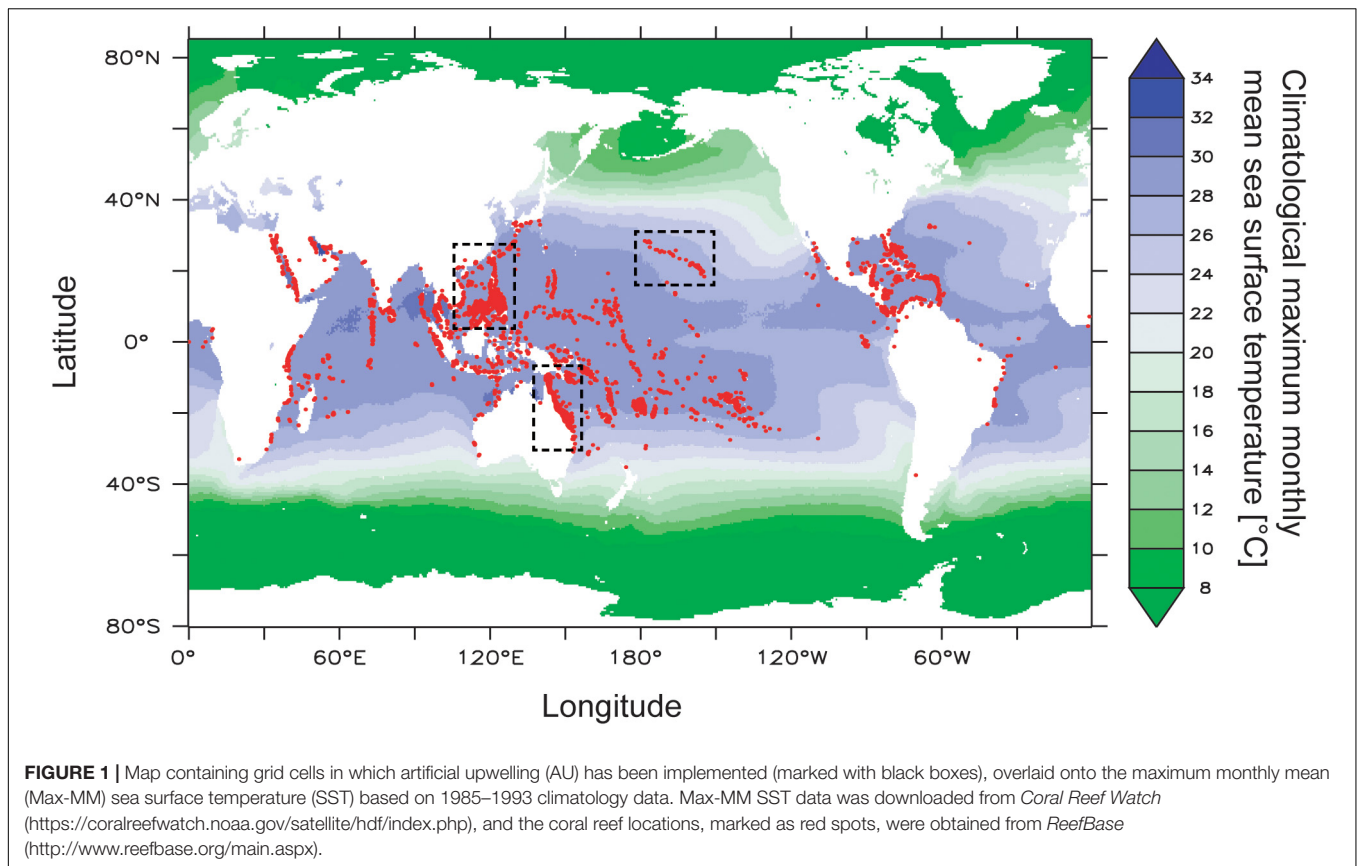 80°N
40°N
0°
40°S
80°S
Latitude
0°
60°E
120°E
180°
120°W
60°W
Longitude
34
32
30
28
26
24
22
20
18
16
14
12
10
8
Climatological maximum monthly
mean sea surface temperature [°C]
FIGURE 1 | Map containing grid cells in which artificial upwelling (AU) has been implemented (marked with black boxes), overlaid onto the maximum monthly mean
(Max-MM) sea surface temperature (SST) based on 1985–1993 climatology data. Max-MM SST data was downloaded from Coral Reef Watch
(https://coralreefwatch.noaa.gov/satellite/hdf/index.php), and the coral reef locations, marked as red spots, were obtained from ReefBase
(http://www.reefbase.org/main.aspx).